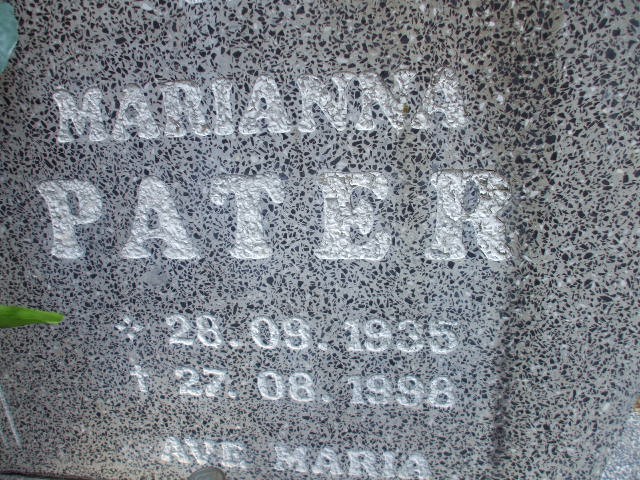 MARIANNA
PATER
✢ 28.09.1935
† 27.08.1998
AVE MARIA